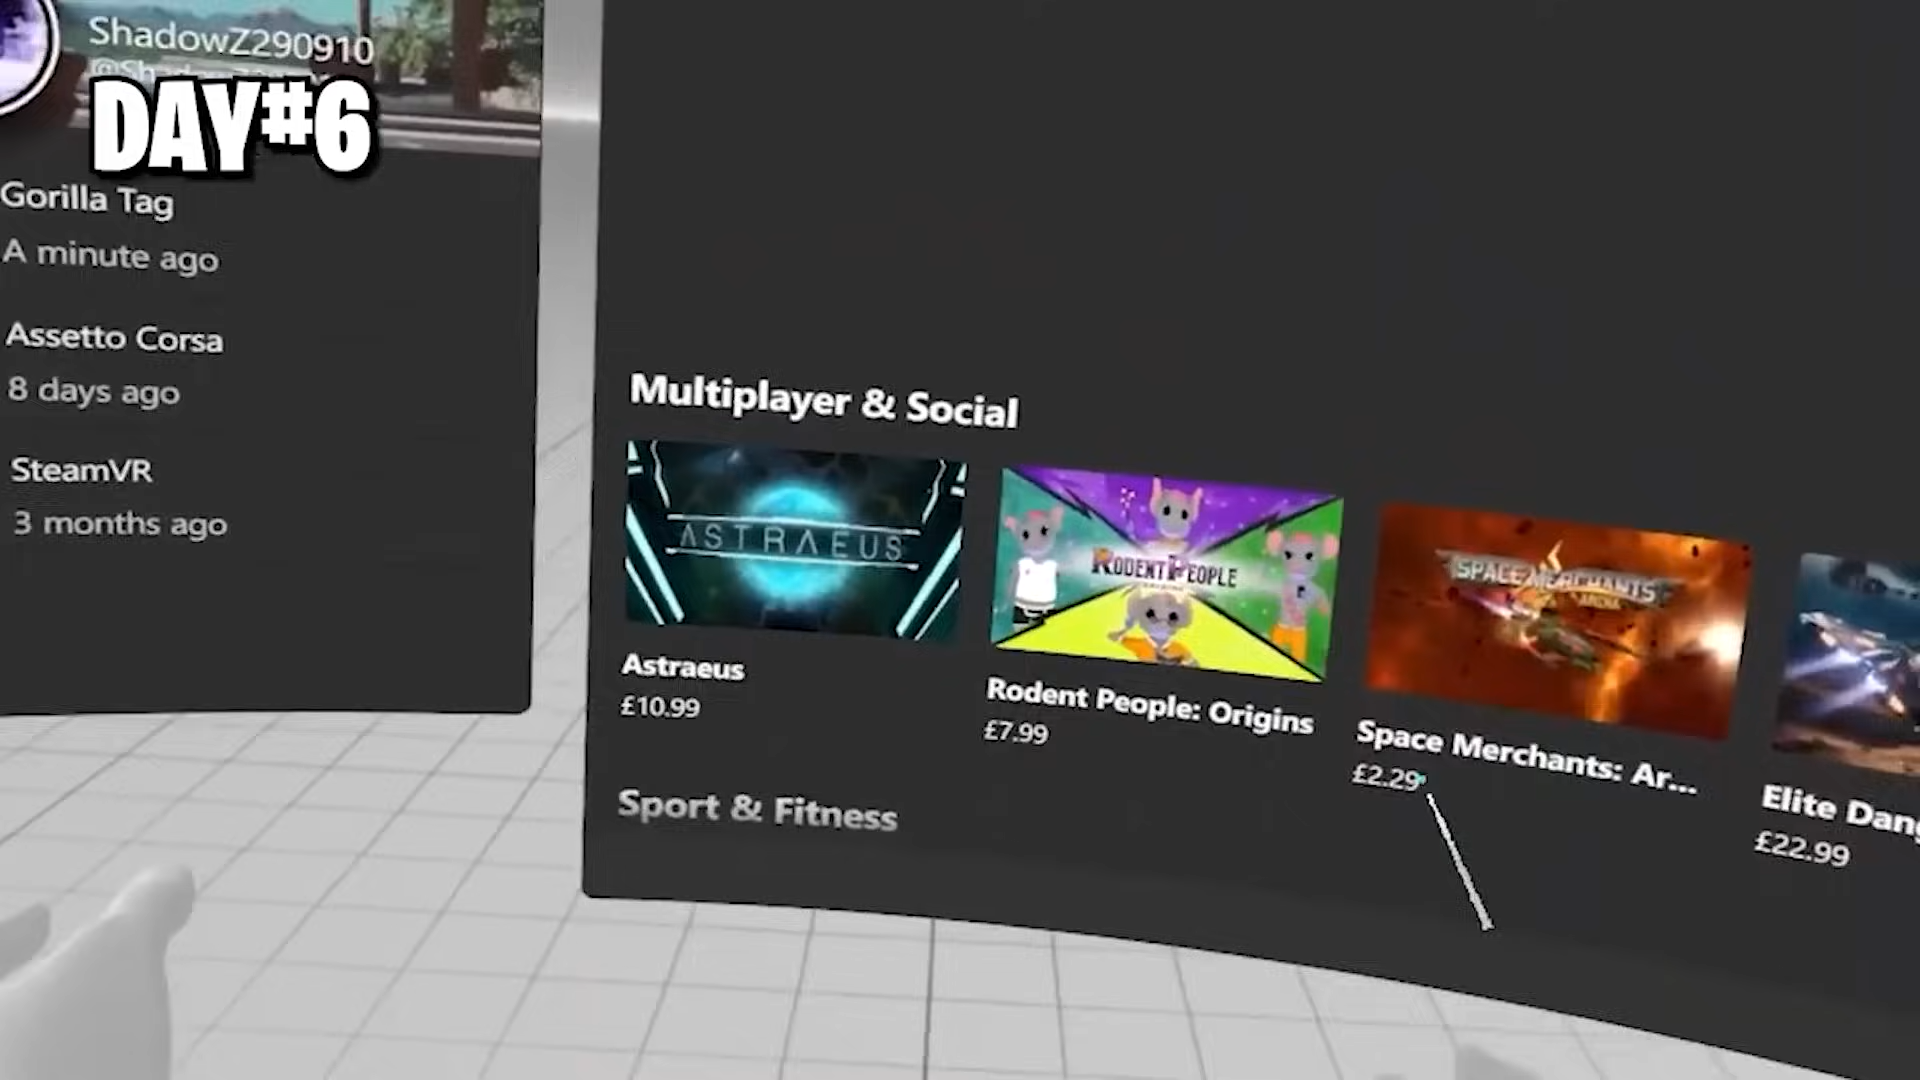 ShadowZ290910
DAY#6
Gorilla Tag
A minute ago
Assetto Corsa
8 days ago
SteamVR
3 months ago
Multiplayer & Social
ASTRAEUS
RODENT PEOPLE
SPACE MERCHANTS
ARENA
Astraeus
£10.99
Rodent People: Origins
£7.99
Space Merchants: Ar...
£2.29
Elite Dang
£22.99
Sport & Fitness